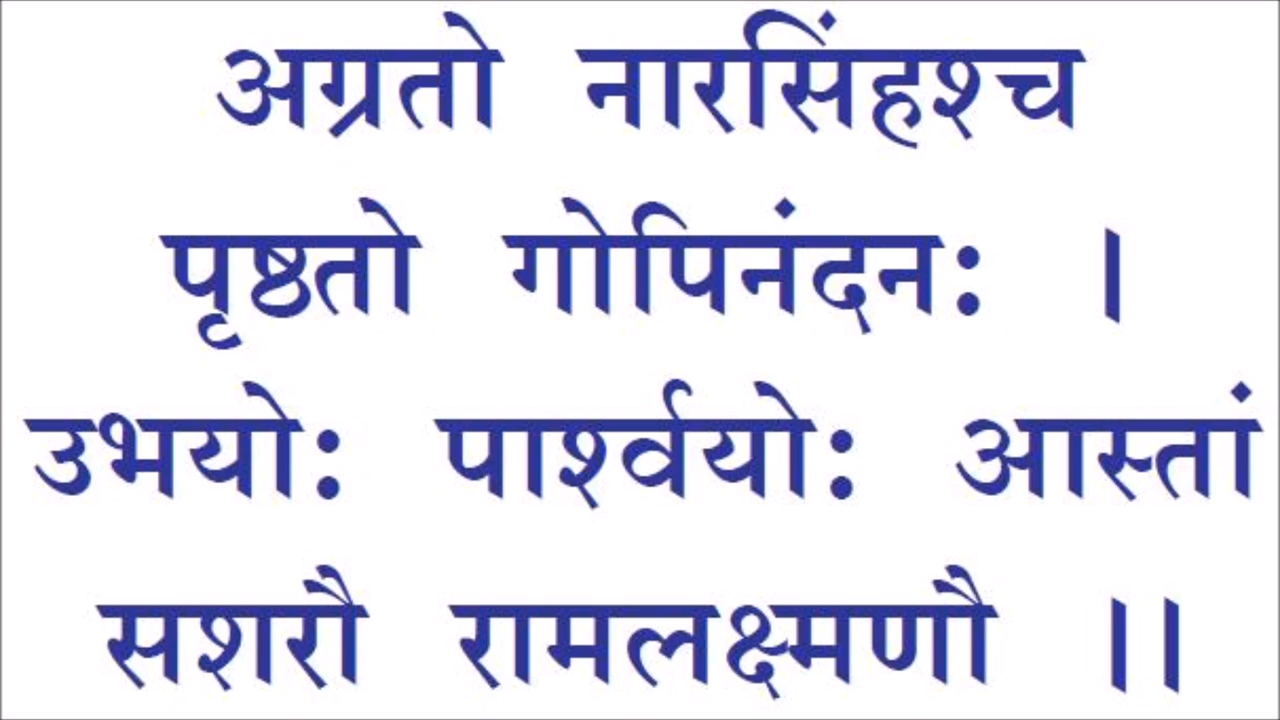 अग्रतो नारसिंहश्च
पृष्ठतो गोपिनंदन: ।
उभयो: पार्श्वयो: आस्तां
सशरौ रामलक्ष्मणौ ।।